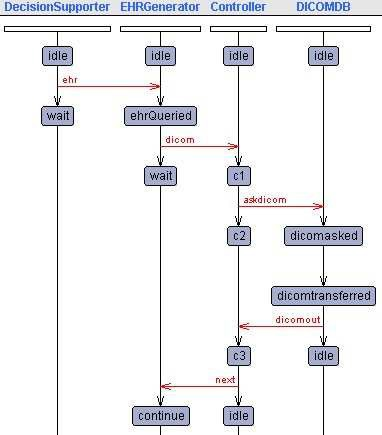 DecisionSupporter EHRGenerator Controller DICOMDB
idle idle idle idle
ehr
wait ehrQueried
dicom
wait c1
askdicom
c2 dicomasked
dicomtransferred
dicomout
c3 idle
next
continue idle